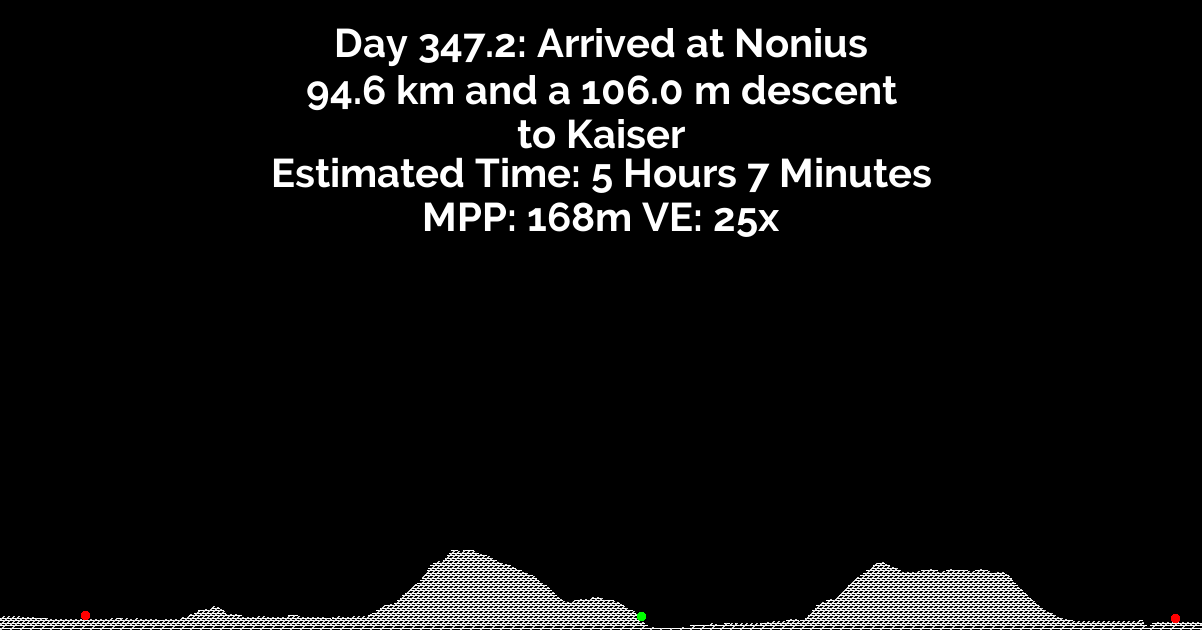 Day 347.2: Arrived at Nonius
94.6 km and a 106.0 m descent
to Kaiser
Estimated Time: 5 Hours 7 Minutes
MPP: 168m VE: 25x